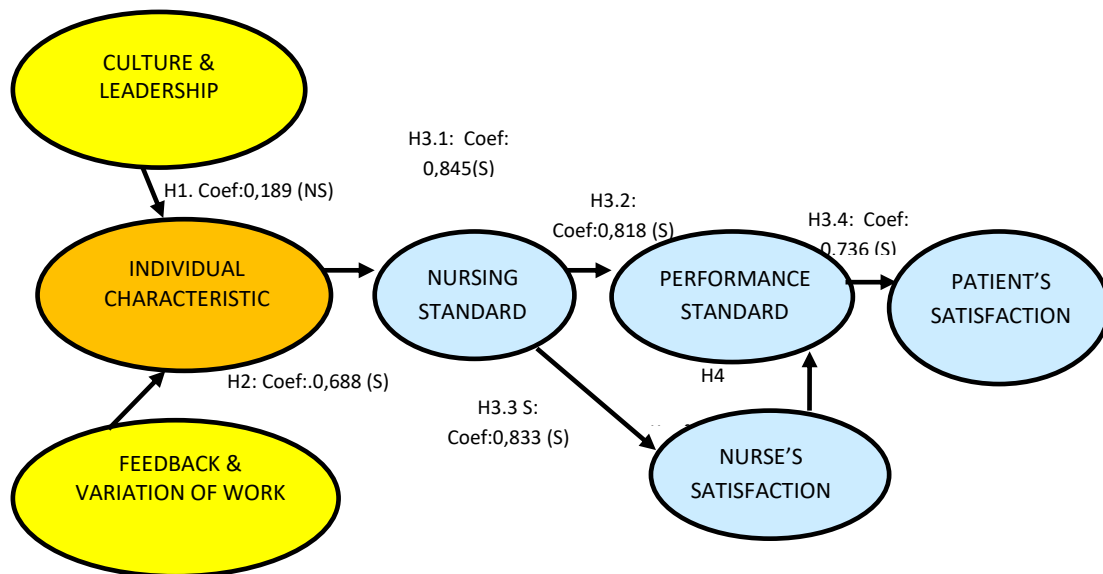 CULTURE &
LEADERSHIP
H3.1: Coef:
0,845(S)
H1. Coef:0,189 (NS)
H3.2:
Coef:0,818 (S)
H3.4: Coef:
0,736 (S)
INDIVIDUAL
CHARACTERISTIC
NURSING
STANDARD
PERFORMANCE
STANDARD
PATIENT'S
SATISFACTION
H2: Coef:.0,688 (S)
H4
H3.3 S:
Coef:0,833 (S)
FEEDBACK &
VARIATION OF WORK
NURSE'S
SATISFACTION